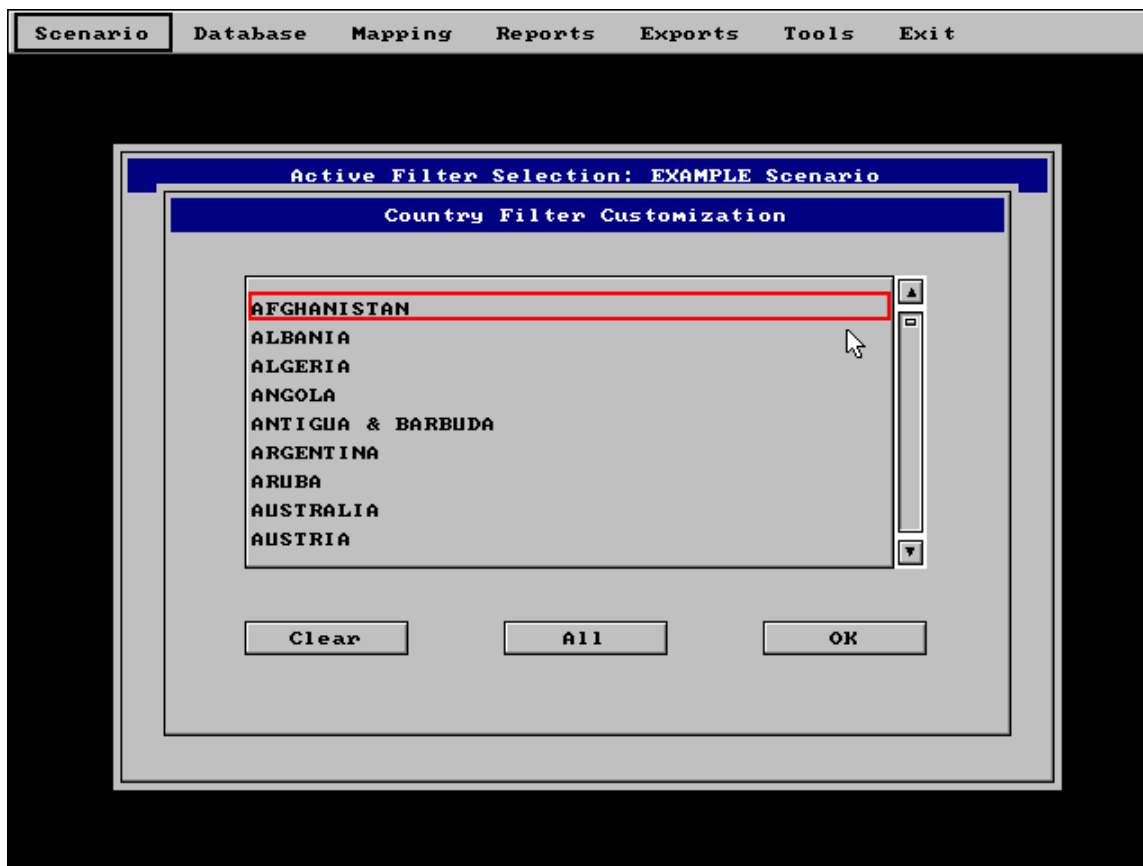 Scenario Database Mapping Reports Exports Tools Exit
Active Filter Selection: EXAMPLE Scenario
Country Filter Customization
AFGHANISTAN
ALBANIA
ALGERIA
ANGOLA
ANTIGUA & BARBUDA
ARGENTINA
ARUBA
AUSTRALIA
AUSTRIA
Clear All OK